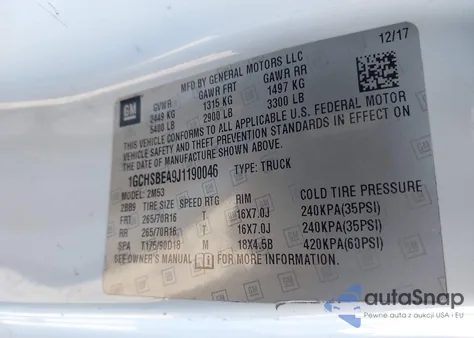 12/17
GM
MFD BY GENERAL MOTORS LLC
GVWR GAWR FRT GAWR RR
2449 KG 1315 KG 1497 KG
5400 LB 2900 LB 3300 LB
THIS VEHICLE CONFORMS TO ALL APPLICABLE U.S. FEDERAL MOTOR
VEHICLE SAFETY AND THEFT PREVENTION STANDARDS IN EFFECT ON
THE DATE OF MANUFACTURE SHOWN ABOVE.
1GCHSBEA9J1190046 TYPE: TRUCK
MODEL: 2M53
2BB9 TIRE SIZE SPEED RTG RIM COLD TIRE PRESSURE
FRT 265/70R16 T 16X7.0J 240KPA(35PSI)
RR 265/70R16 T 16X7.0J 240KPA(35PSI)
SPA T175/90D18 M 18X4.5B 420KPA(60PSI)
SEE OWNER'S MANUAL FOR MORE INFORMATION.
autaSnap
Pewne auta z aukcji USA i EU